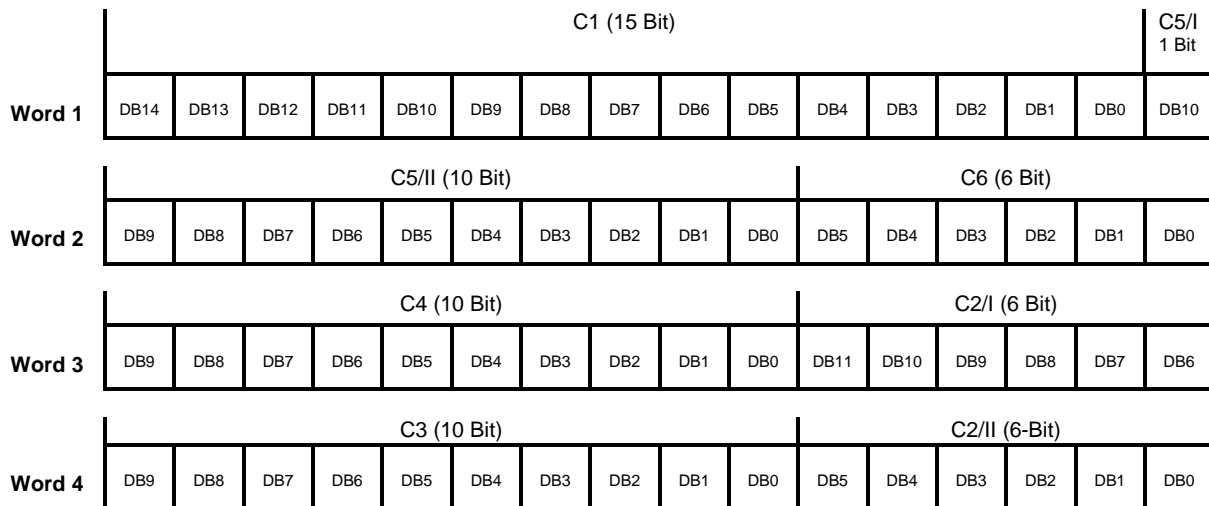 C1 (15 Bit) C5/I
1 Bit
Word 1 DB14 DB13 DB12 DB11 DB10 DB9 DB8 DB7 DB6 DB5 DB4 DB3 DB2 DB1 DB0 DB10
C5/II (10 Bit) C6 (6 Bit)
Word 2 DB9 DB8 DB7 DB6 DB5 DB4 DB3 DB2 DB1 DB0 DB5 DB4 DB3 DB2 DB1 DB0
C4 (10 Bit) C2/I (6 Bit)
Word 3 DB9 DB8 DB7 DB6 DB5 DB4 DB3 DB2 DB1 DB0 DB11 DB10 DB9 DB8 DB7 DB6
C3 (10 Bit) C2/II (6-Bit)
Word 4 DB9 DB8 DB7 DB6 DB5 DB4 DB3 DB2 DB1 DB0 DB5 DB4 DB3 DB2 DB1 DB0